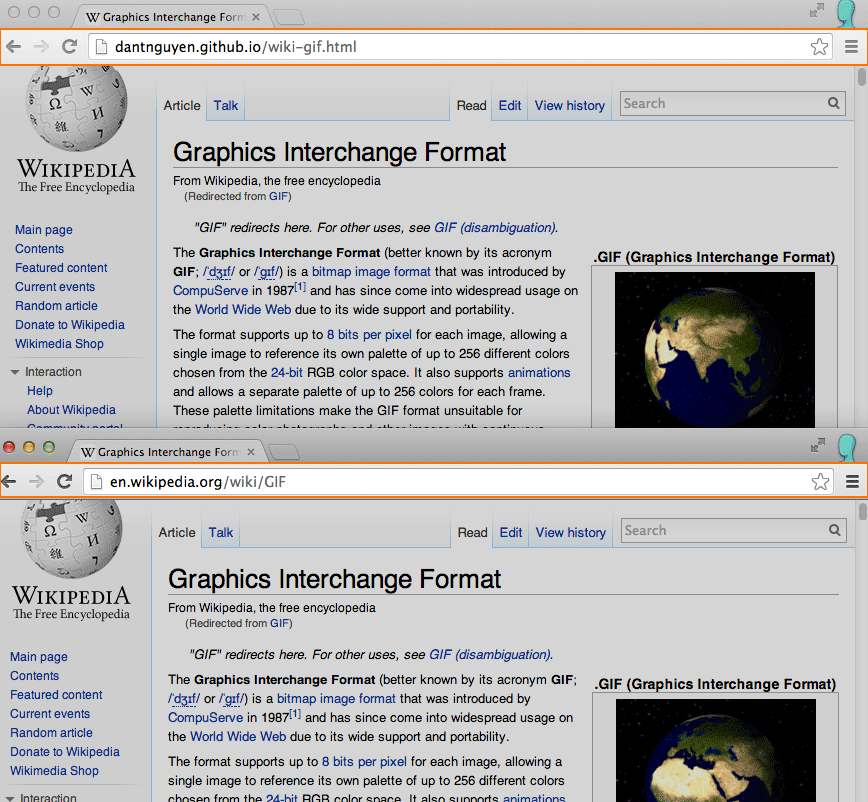 Graphics Interchange Form
dantnguyen.github.io/wiki-gif.html
WIKIPEDIA
The Free Encyclopedia
Main page
Contents
Featured content
Current events
Random article
Donate to Wikipedia
Wikimedia Shop
Interaction
Help
About Wikipedia
Community portal
Article Talk Read Edit View history Search
Graphics Interchange Format
From Wikipedia, the free encyclopedia
(Redirected from GIF)
"GIF" redirects here. For other uses, see GIF (disambiguation).
The Graphics Interchange Format (better known by its acronym
GIF; /ˈdʒɪf/ or /ˈɡɪf/) is a bitmap image format that was introduced by
CompuServe in 1987[1] and has since come into widespread usage on
the World Wide Web due to its wide support and portability.
The format supports up to 8 bits per pixel for each image, allowing a
single image to reference its own palette of up to 256 different colors
chosen from the 24-bit RGB color space. It also supports animations
and allows a separate palette of up to 256 colors for each frame.
These palette limitations make the GIF format unsuitable for
reproducing color photographs and other images with continuous
.GIF (Graphics Interchange Format)
Graphics Interchange Form
en.wikipedia.org/wiki/GIF
WIKIPEDIA
The Free Encyclopedia
Main page
Contents
Featured content
Current events
Random article
Donate to Wikipedia
Wikimedia Shop
Interaction
Article Talk Read Edit View history Search
Graphics Interchange Format
From Wikipedia, the free encyclopedia
(Redirected from GIF)
"GIF" redirects here. For other uses, see GIF (disambiguation).
The Graphics Interchange Format (better known by its acronym GIF;
/ˈdʒɪf/ or /ˈɡɪf/) is a bitmap image format that was introduced by
CompuServe in 1987[1] and has since come into widespread usage on
the World Wide Web due to its wide support and portability.
The format supports up to 8 bits per pixel for each image, allowing a
single image to reference its own palette of up to 256 different colors
chosen from the 24-bit RGB color space. It also supports animations
.GIF (Graphics Interchange Format)